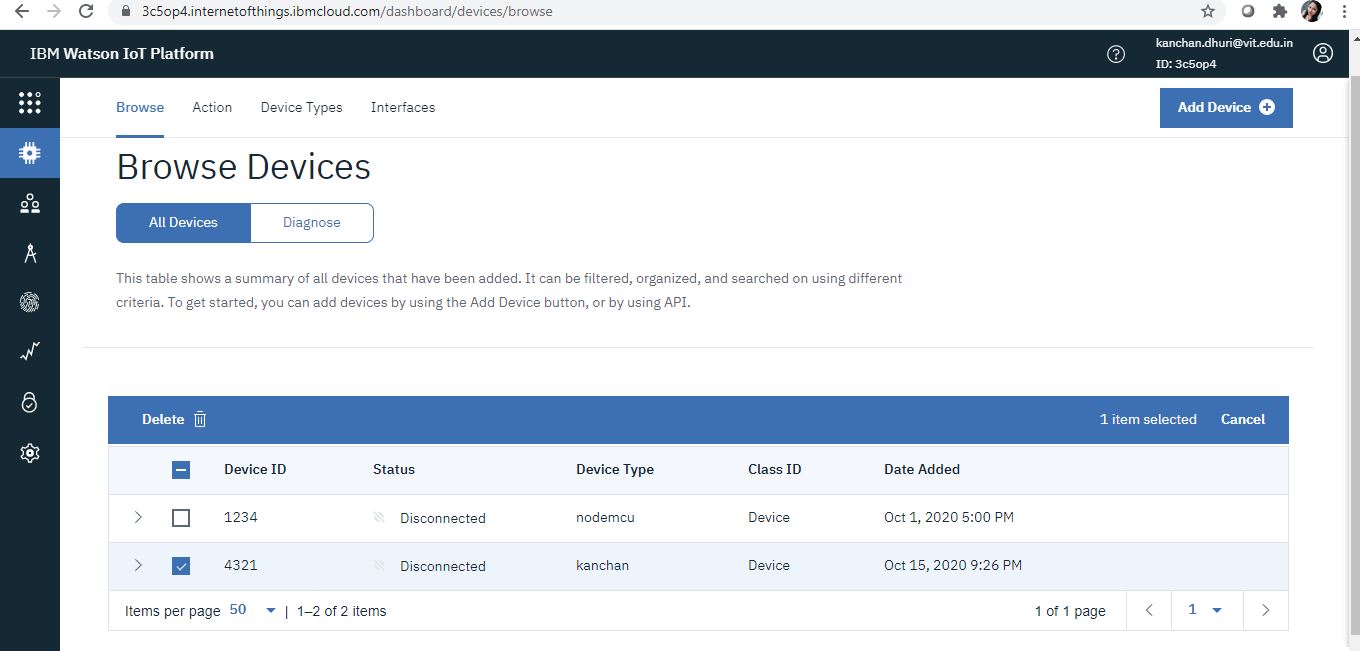 3c5op4.internetofthings.ibmcloud.com/dashboard/devices/browse
IBM Watson IoT Platform
kanchan.dhuri@vit.edu.in
ID: 3c5op4
Browse Action Device Types Interfaces
Add Device
Browse Devices
All Devices Diagnose
This table shows a summary of all devices that have been added. It can be filtered, organized, and searched on using different
criteria. To get started, you can add devices by using the Add Device button, or by using API.
Delete 1 item selected Cancel
Device ID Status Device Type Class ID Date Added
1234 Disconnected nodemcu Device Oct 1, 2020 5:00 PM
4321 Disconnected kanchan Device Oct 15, 2020 9:26 PM
Items per page 50 | 1–2 of 2 items 1 of 1 page 1